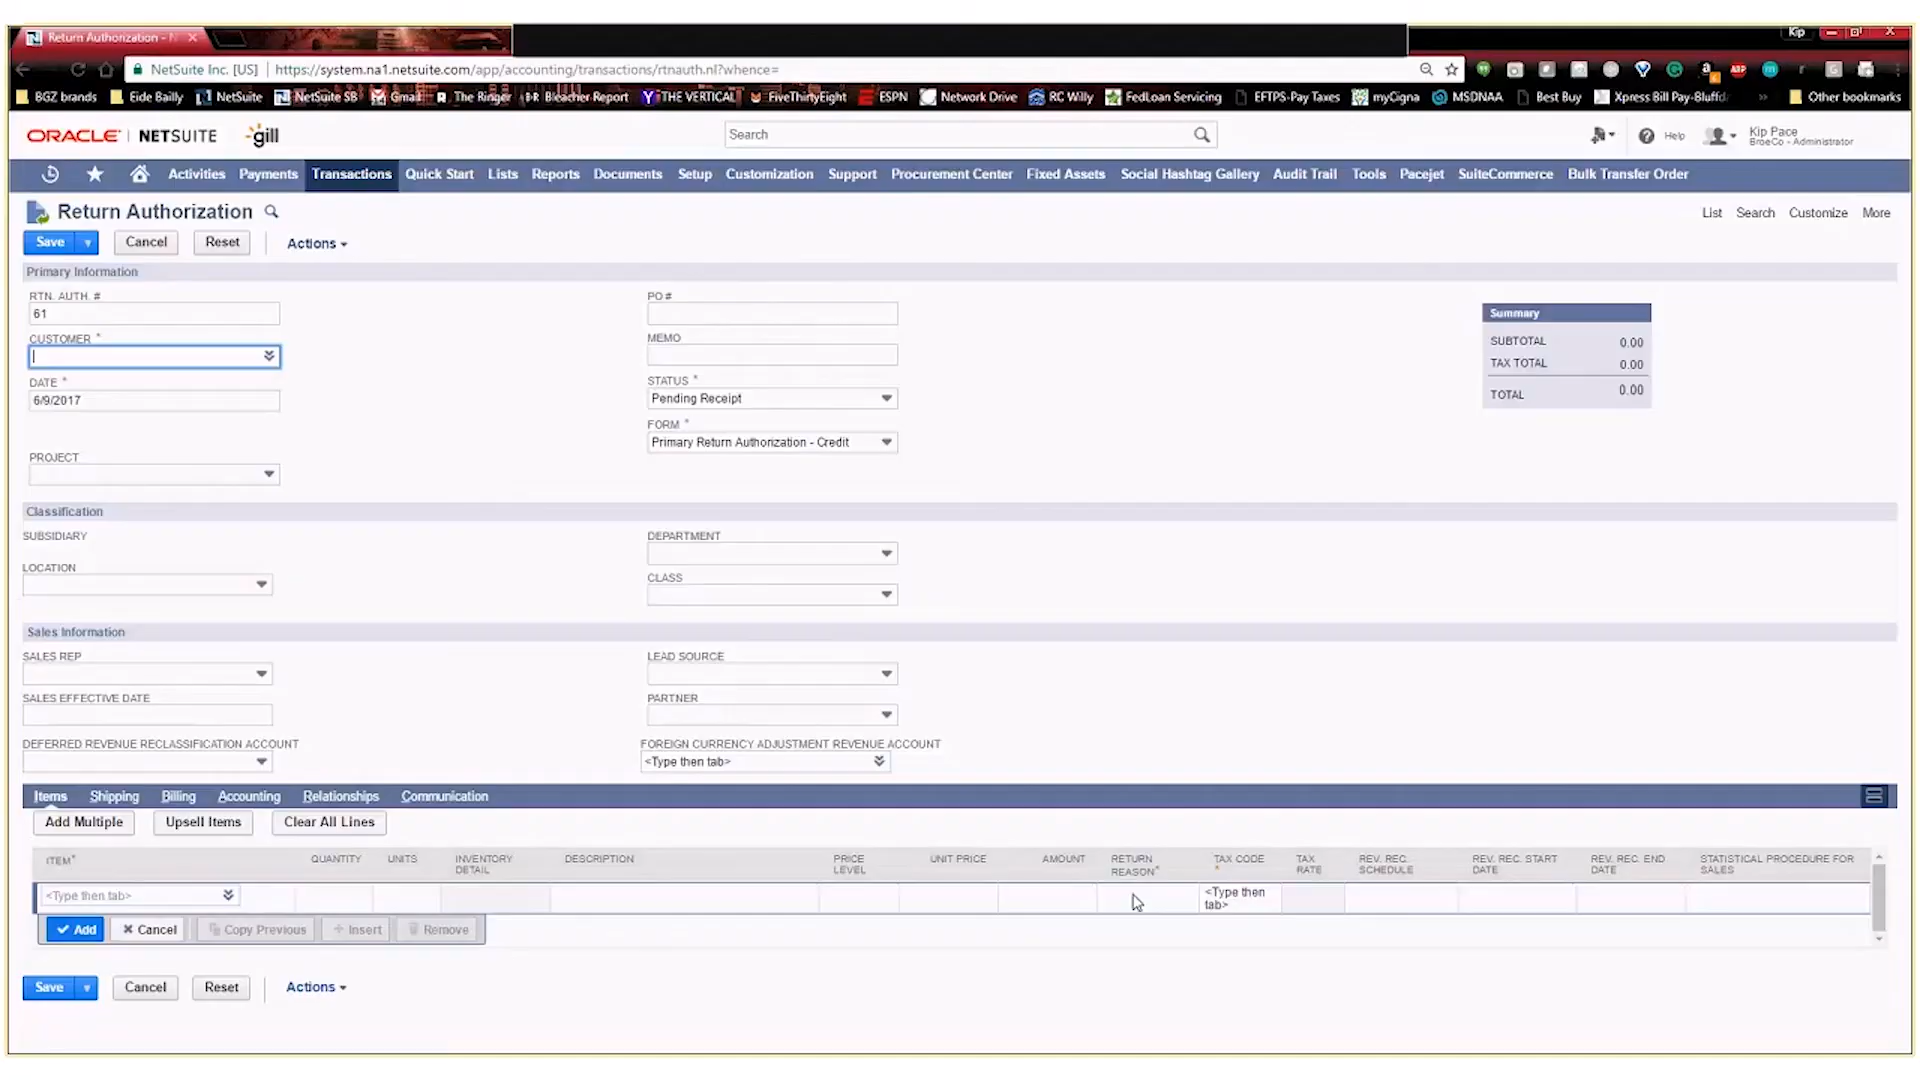 Return Authorization - N
Kip
NetSuite Inc. [US] | https://system.na1.netsuite.com/app/accounting/transactions/rtnauth.nl?whence=
BGZ brands Eide Bailly NetSuite NetSuite SB Gmail The Ringer Bleacher Report THE VERTICAL FiveThirtyEight ESPN Network Drive RC Willy FedLoan Servicing EFTPS-Pay Taxes myCigna MSDNAA Best Buy Xpress Bill Pay-Bluffd » Other bookmarks
ORACLE | NETSUITE gill Search Help Kip Pace
BroeCo - Administrator
Activities Payments Transactions Quick Start Lists Reports Documents Setup Customization Support Procurement Center Fixed Assets Social Hashtag Gallery Audit Trail Tools Pacejet SuiteCommerce Bulk Transfer Order
Return Authorization List Search Customize More
Save Cancel Reset Actions
Primary Information
RTN. AUTH. #
61
CUSTOMER *
DATE *
6/9/2017
PROJECT
PO #
MEMO
STATUS *
Pending Receipt
FORM *
Primary Return Authorization - Credit
Summary
SUBTOTAL 0.00
TAX TOTAL 0.00
TOTAL 0.00
Classification
SUBSIDIARY
LOCATION
DEPARTMENT
CLASS
Sales Information
SALES REP
SALES EFFECTIVE DATE
DEFERRED REVENUE RECLASSIFICATION ACCOUNT
LEAD SOURCE
PARTNER
FOREIGN CURRENCY ADJUSTMENT REVENUE ACCOUNT
<Type then tab>
Items Shipping Billing Accounting Relationships Communication
Add Multiple Upsell Items Clear All Lines
ITEM* QUANTITY UNITS INVENTORY DETAIL DESCRIPTION PRICE LEVEL UNIT PRICE AMOUNT RETURN REASON* TAX CODE * TAX RATE REV. REC. SCHEDULE REV. REC. START DATE REV. REC. END DATE STATISTICAL PROCEDURE FOR SALES
<Type then tab> <Type then tab>
Add Cancel Copy Previous Insert Remove
Save Cancel Reset Actions